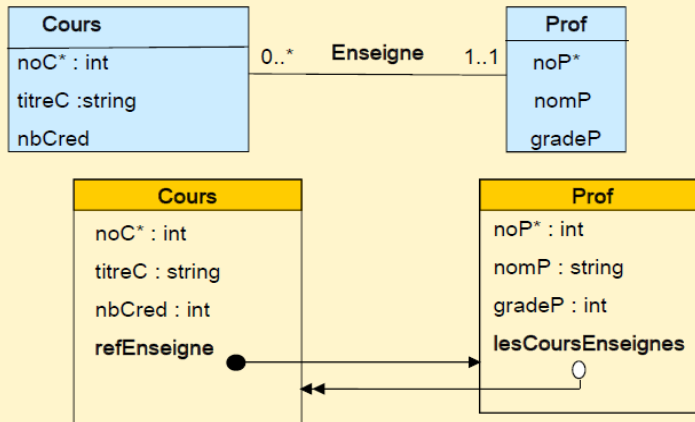 Cours
noC* : int
titreC :string
nbCred
0..* Enseigne 1..1
Prof
noP*
nomP
gradeP
Cours
noC* : int
titreC : string
nbCred : int
refEnseigne
Prof
noP* : int
nomP : string
gradeP : int
lesCoursEnseignes